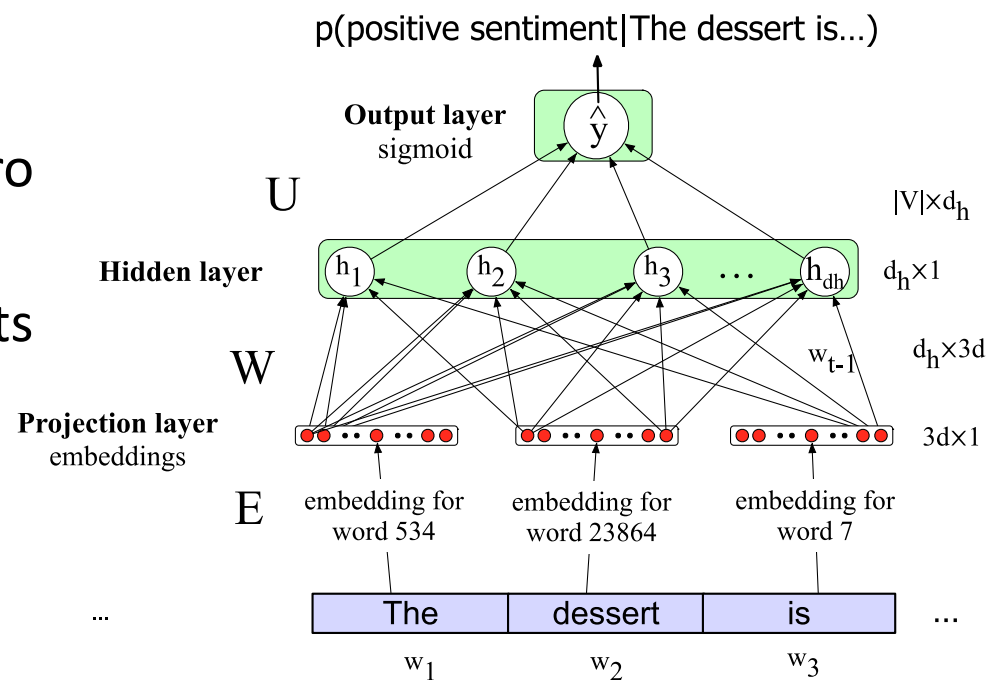 p(positive sentiment|The dessert is…)
Output layer
sigmoid
ŷ
ro
U
|V|×dh
Hidden layer
h1 h2 h3 ... hdh
dh×1
ts
W
wt-1
dh×3d
Projection layer
embeddings
3d×1
E
embedding for
word 534
embedding for
word 23864
embedding for
word 7
... The dessert is ...
w1 w2 w3